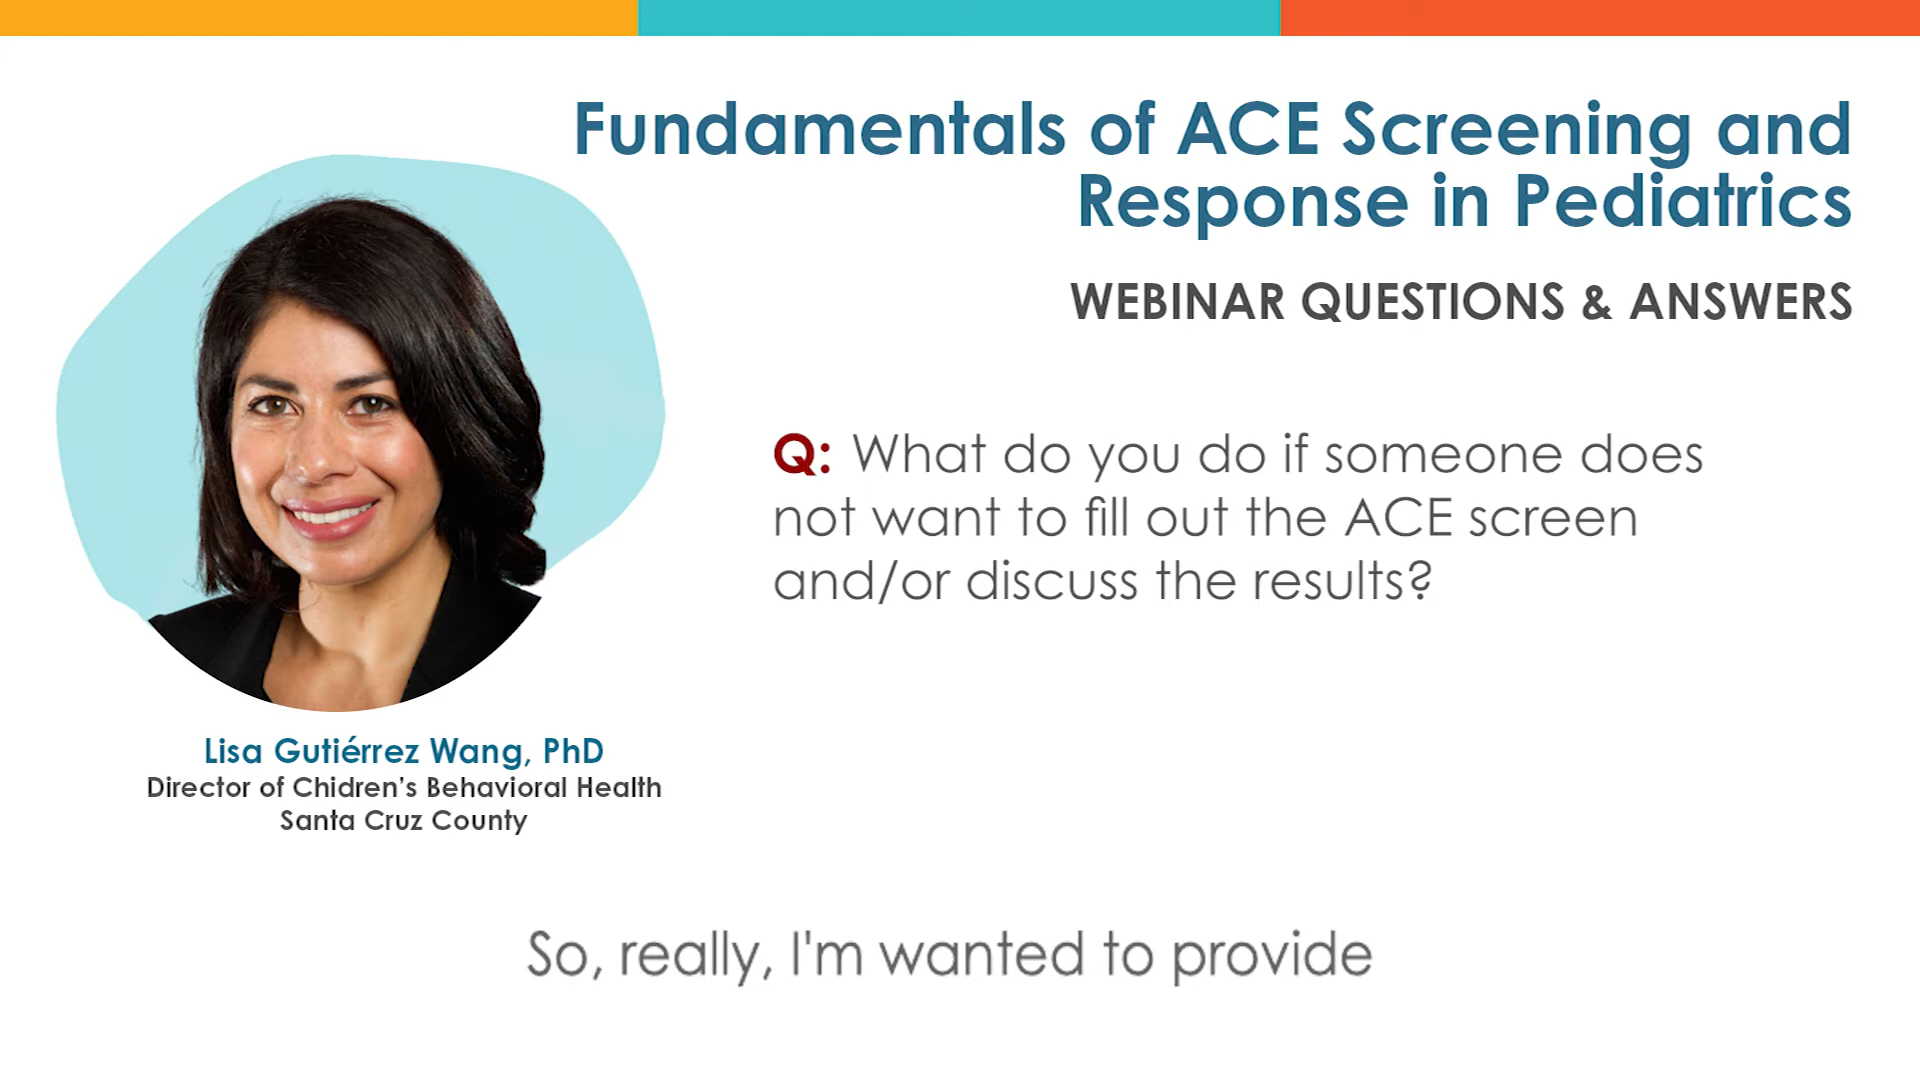 Fundamentals of ACE Screening and
Response in Pediatrics
WEBINAR QUESTIONS & ANSWERS
Q: What do you do if someone does
not want to fill out the ACE screen
and/or discuss the results?
Lisa Gutiérrez Wang, PhD
Director of Chidren's Behavioral Health
Santa Cruz County
So, really, I'm wanted to provide